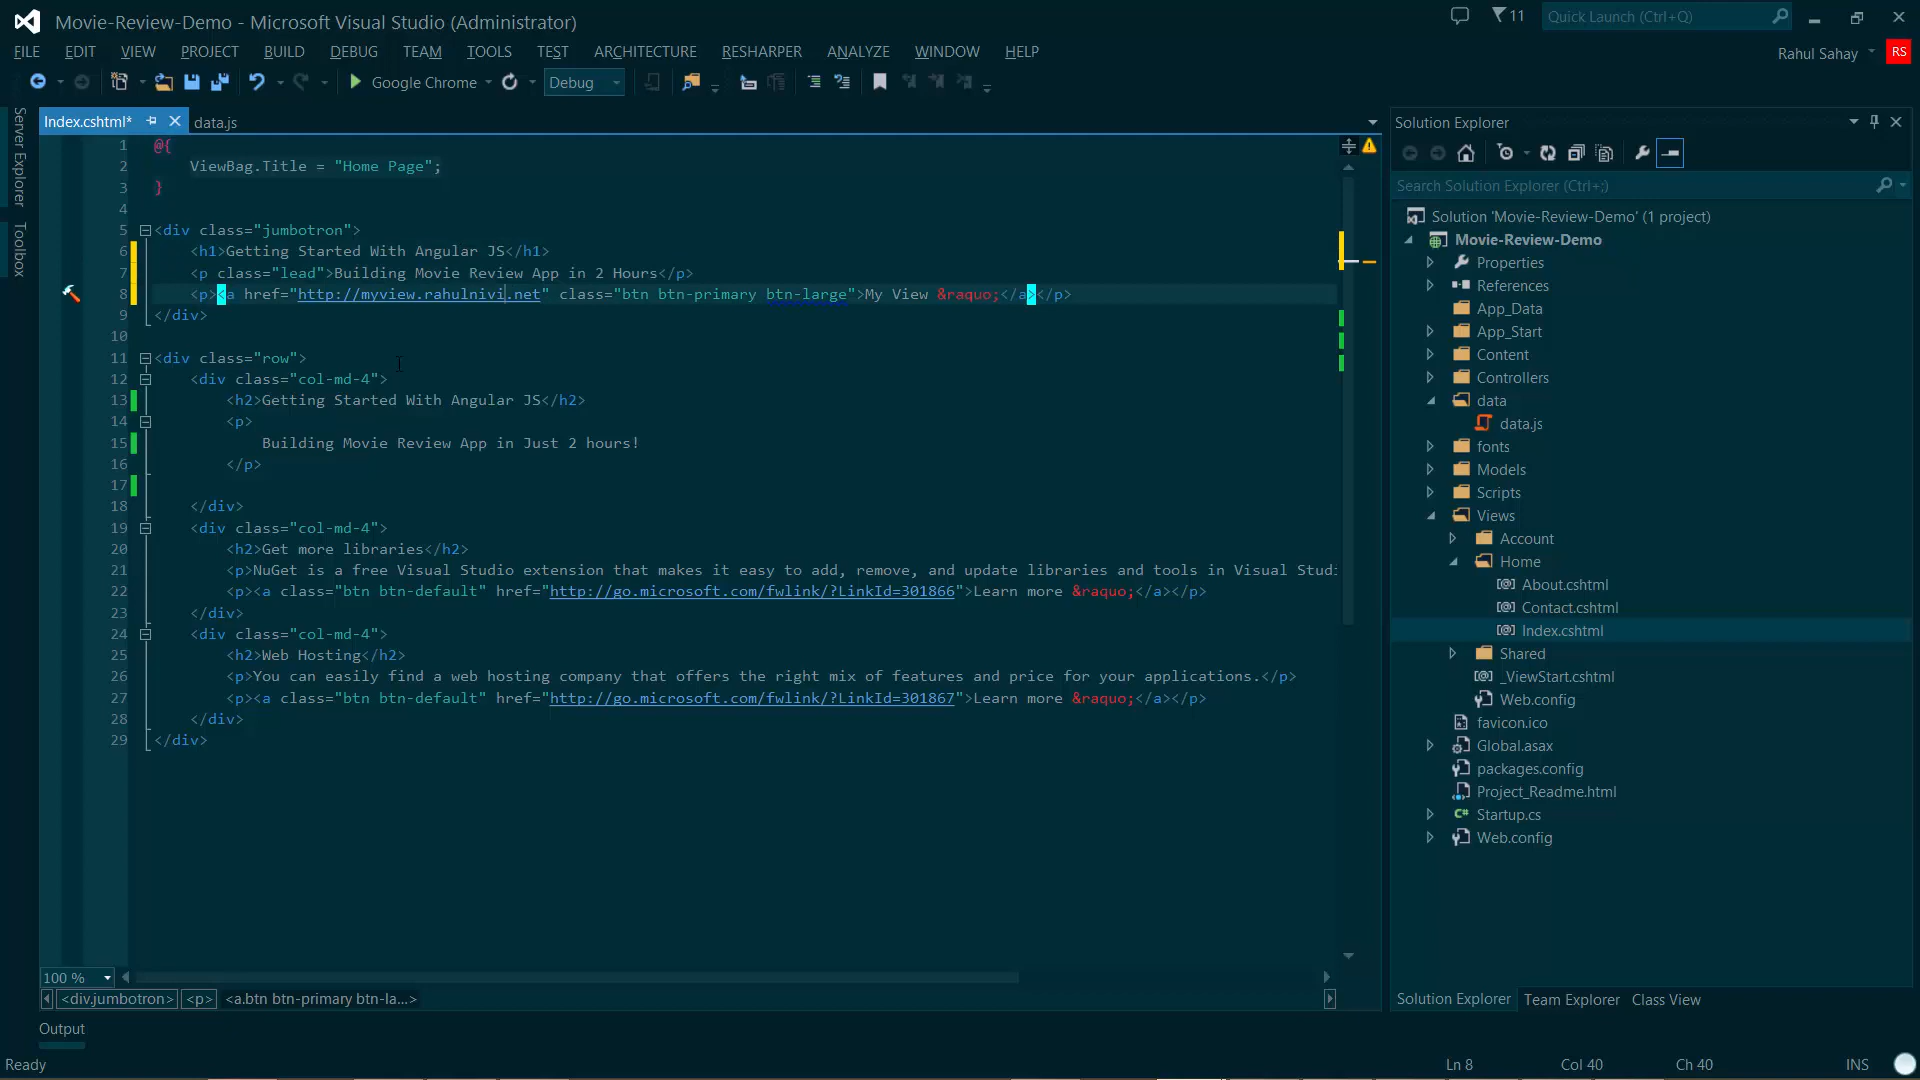 Movie-Review-Demo - Microsoft Visual Studio (Administrator)
11
Quick Launch (Ctrl+Q)
FILE EDIT VIEW PROJECT BUILD DEBUG TEAM TOOLS TEST ARCHITECTURE RESHARPER ANALYZE WINDOW HELP
Rahul Sahay RS
Google Chrome Debug
Server Explorer
Toolbox
Index.cshtml* data.js
1 @{
2 ViewBag.Title = "Home Page";
3 }
4
5 <div class="jumbotron">
6 <h1>Getting Started With Angular JS</h1>
7 <p class="lead">Building Movie Review App in 2 Hours</p>
8 <p><a href="http://myview.rahulnivi.net" class="btn btn-primary btn-large">My View &raquo;</a></p>
9 </div>
10
11 <div class="row">
12 <div class="col-md-4">
13 <h2>Getting Started With Angular JS</h2>
14 <p>
15 Building Movie Review App in Just 2 hours!
16 </p>
17
18 </div>
19 <div class="col-md-4">
20 <h2>Get more libraries</h2>
21 <p>NuGet is a free Visual Studio extension that makes it easy to add, remove, and update libraries and tools in Visual Studi
22 <p><a class="btn btn-default" href="http://go.microsoft.com/fwlink/?LinkId=301866">Learn more &raquo;</a></p>
23 </div>
24 <div class="col-md-4">
25 <h2>Web Hosting</h2>
26 <p>You can easily find a web hosting company that offers the right mix of features and price for your applications.</p>
27 <p><a class="btn btn-default" href="http://go.microsoft.com/fwlink/?LinkId=301867">Learn more &raquo;</a></p>
28 </div>
29 </div>
100 %
<div.jumbotron> <p> <a.btn btn-primary btn-la...>
Output
Solution Explorer
Search Solution Explorer (Ctrl+;)
Solution 'Movie-Review-Demo' (1 project)
Movie-Review-Demo
Properties
References
App_Data
App_Start
Content
Controllers
data
data.js
fonts
Models
Scripts
Views
Account
Home
About.cshtml
Contact.cshtml
Index.cshtml
Shared
_ViewStart.cshtml
Web.config
favicon.ico
Global.asax
packages.config
Project_Readme.html
Startup.cs
Web.config
Solution Explorer Team Explorer Class View
Ready Ln 8 Col 40 Ch 40 INS